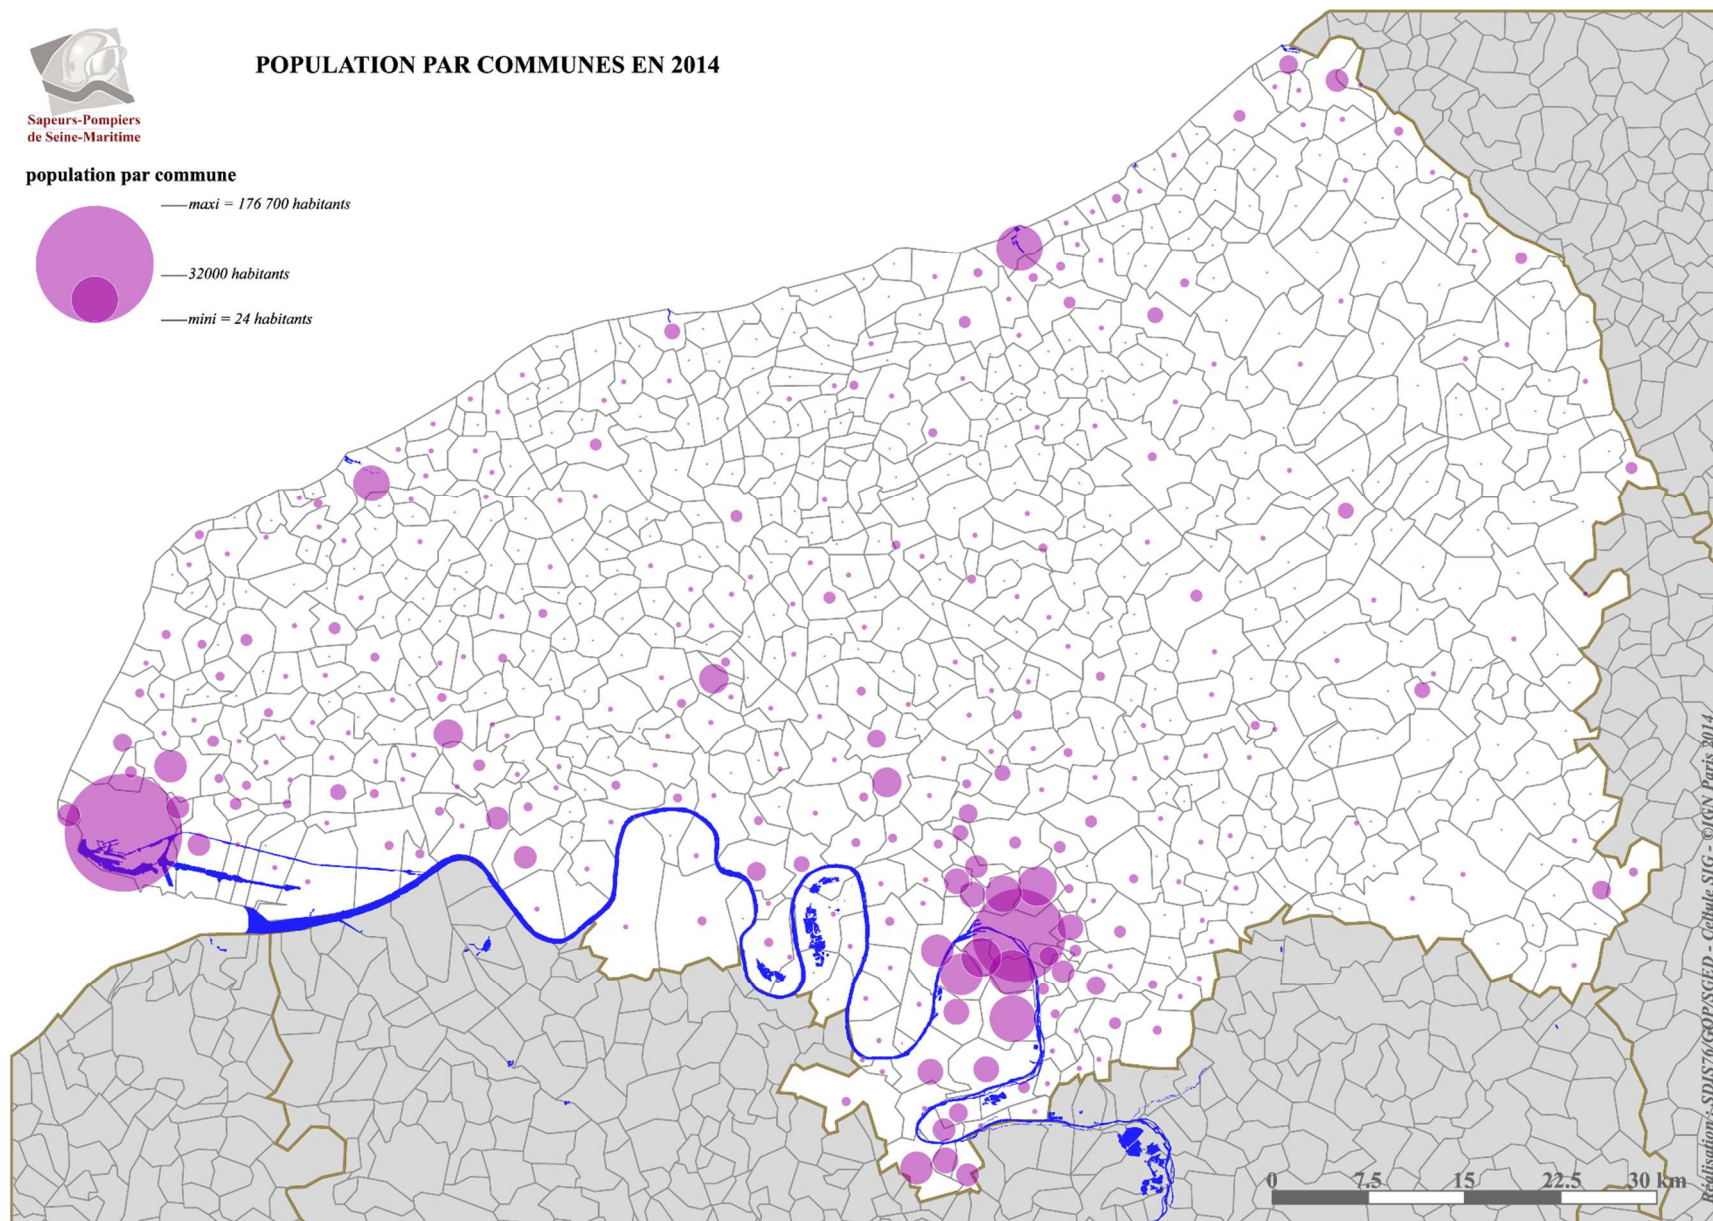 POPULATION PAR COMMUNES EN 2014
Sapeurs-Pompiers
de Seine-Maritime
population par commune
maxi = 176 700 habitants
32000 habitants
mini = 24 habitants
Réalisation : SDIS76/GOP/SGED - Cellule SIG - ©IGN Paris 2014
0 7.5 15 22.5 30 km